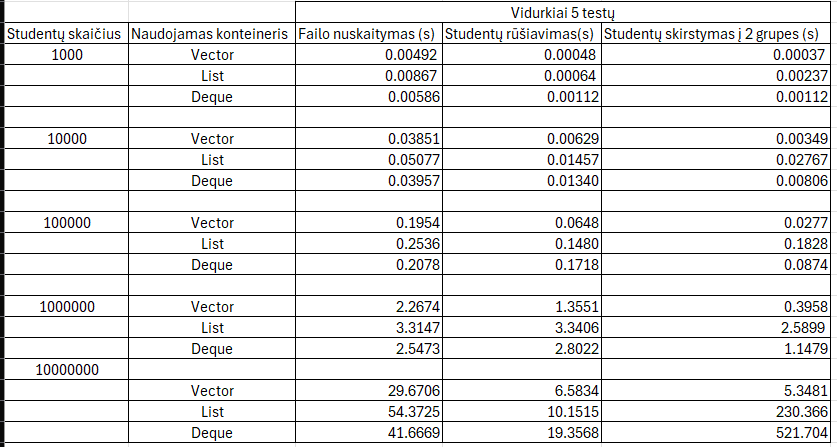 Vidurkiai 5 testų
Studentų skaičius Naudojamas konteineris Failo nuskaitymas (s) Studentų rūšiavimas(s) Studentų skirstymas į 2 grupes (s)
1000 Vector 0.00492 0.00048 0.00037
List 0.00867 0.00064 0.00237
Deque 0.00586 0.00112 0.00112
10000 Vector 0.03851 0.00629 0.00349
List 0.05077 0.01457 0.02767
Deque 0.03957 0.01340 0.00806
100000 Vector 0.1954 0.0648 0.0277
List 0.2536 0.1480 0.1828
Deque 0.2078 0.1718 0.0874
1000000 Vector 2.2674 1.3551 0.3958
List 3.3147 3.3406 2.5899
Deque 2.5473 2.8022 1.1479
10000000
Vector 29.6706 6.5834 5.3481
List 54.3725 10.1515 230.366
Deque 41.6669 19.3568 521.704